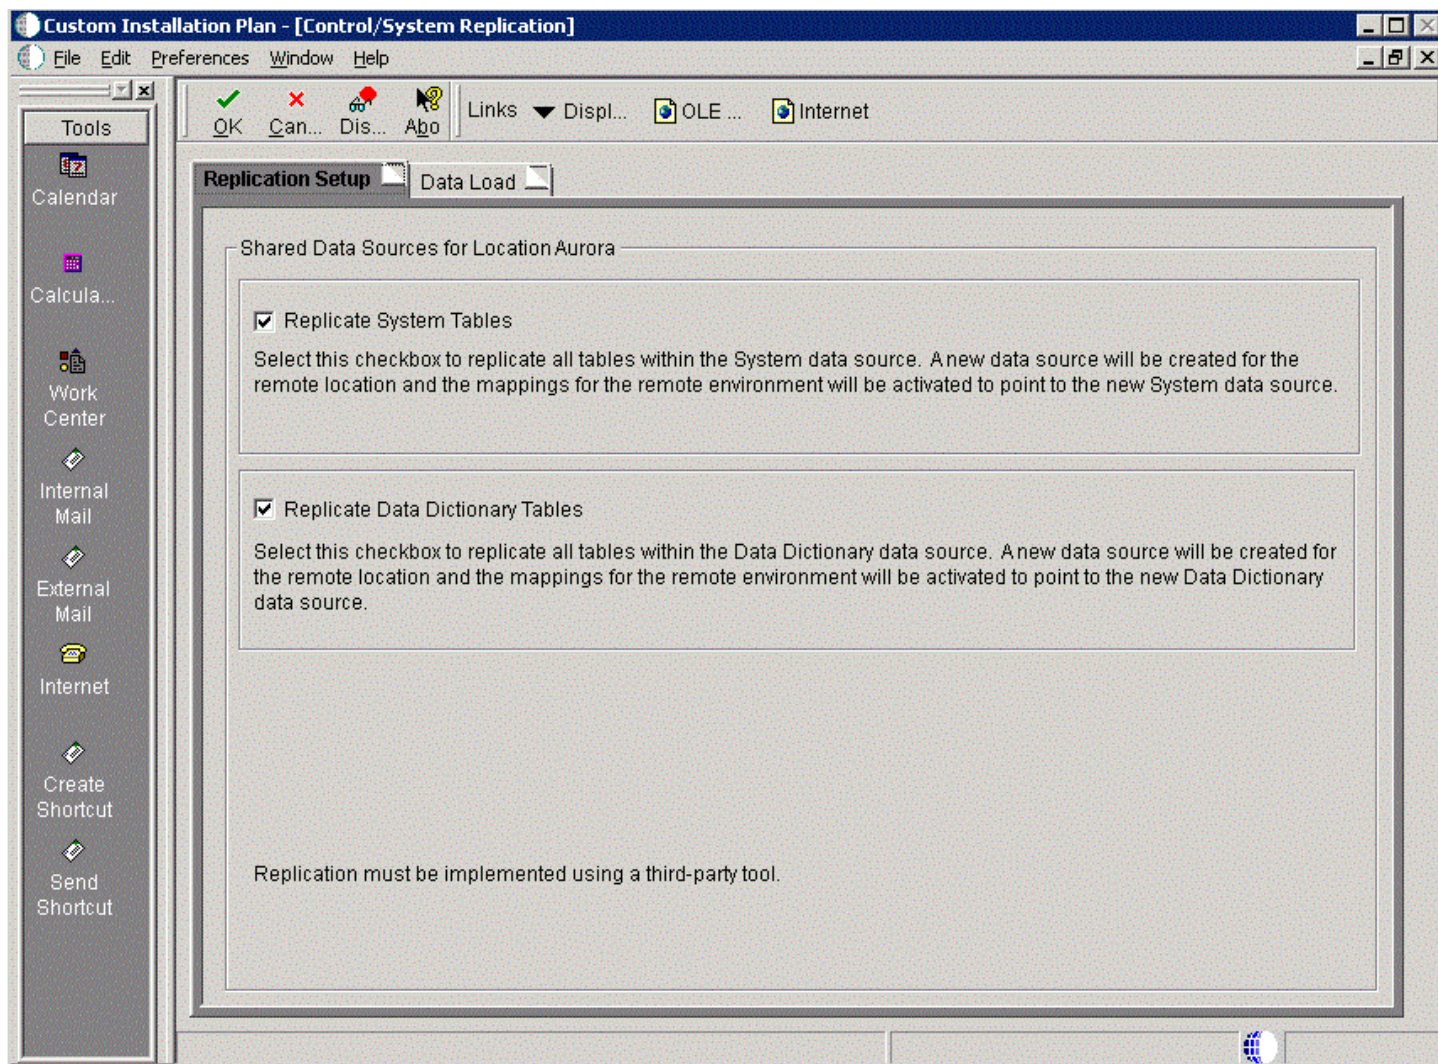 Custom Installation Plan - [Control/System Replication]
File Edit Preferences Window Help
Tools
OK Can... Dis... Abo Links Displ... OLE ... Internet
Calendar
Calcula...
Work
Center
Internal
Mail
External
Mail
Internet
Create
Shortcut
Send
Shortcut
Replication Setup Data Load
Shared Data Sources for Location Aurora
Replicate System Tables
Select this checkbox to replicate all tables within the System data source. A new data source will be created for the
remote location and the mappings for the remote environment will be activated to point to the new System data source.
Replicate Data Dictionary Tables
Select this checkbox to replicate all tables within the Data Dictionary data source. A new data source will be created for
the remote location and the mappings for the remote environment will be activated to point to the new Data Dictionary
data source.
Replication must be implemented using a third-party tool.